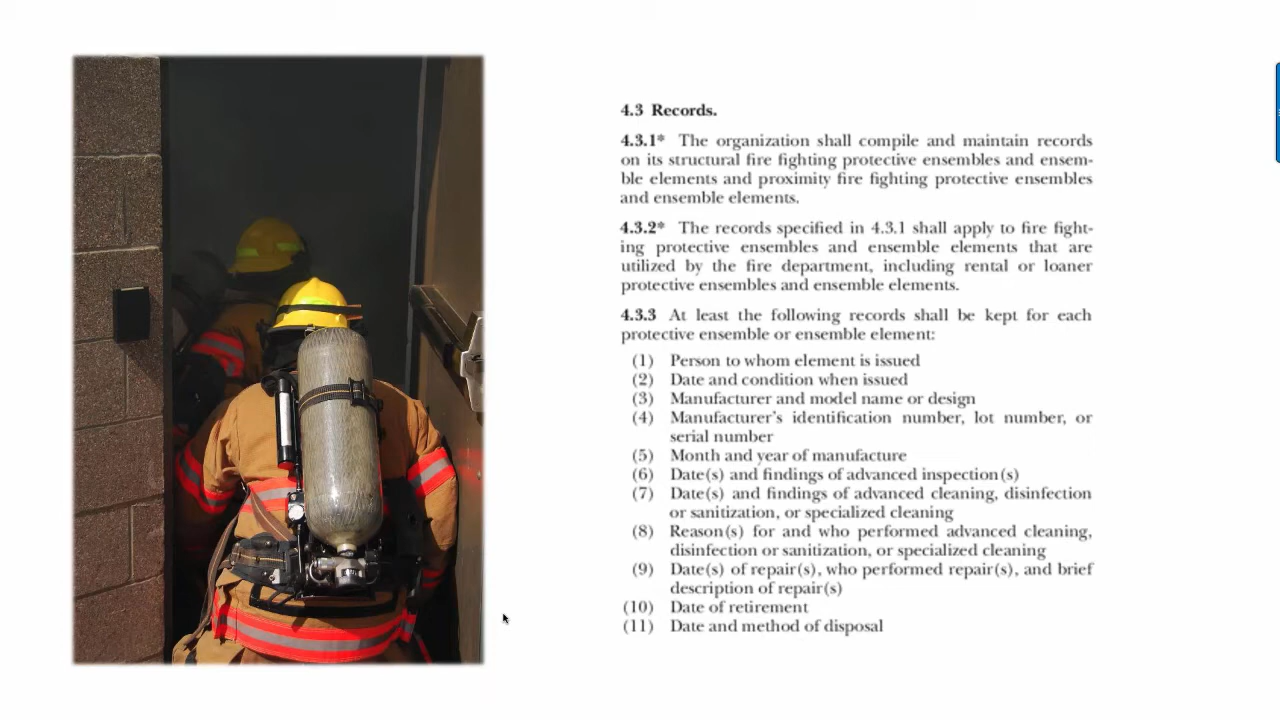 4.3 Records.
4.3.1* The organization shall compile and maintain records
on its structural fire fighting protective ensembles and ensem-
ble elements and proximity fire fighting protective ensembles
and ensemble elements.
4.3.2* The records specified in 4.3.1 shall apply to fire fight-
ing protective ensembles and ensemble elements that are
utilized by the fire department, including rental or loaner
protective ensembles and ensemble elements.
4.3.3 At least the following records shall be kept for each
protective ensemble or ensemble element:
(1) Person to whom element is issued
(2) Date and condition when issued
(3) Manufacturer and model name or design
(4) Manufacturer's identification number, lot number, or
serial number
(5) Month and year of manufacture
(6) Date(s) and findings of advanced inspection(s)
(7) Date(s) and findings of advanced cleaning, disinfection
or sanitization, or specialized cleaning
(8) Reason(s) for and who performed advanced cleaning,
disinfection or sanitization, or specialized cleaning
(9) Date(s) of repair(s), who performed repair(s), and brief
description of repair(s)
(10) Date of retirement
(11) Date and method of disposal